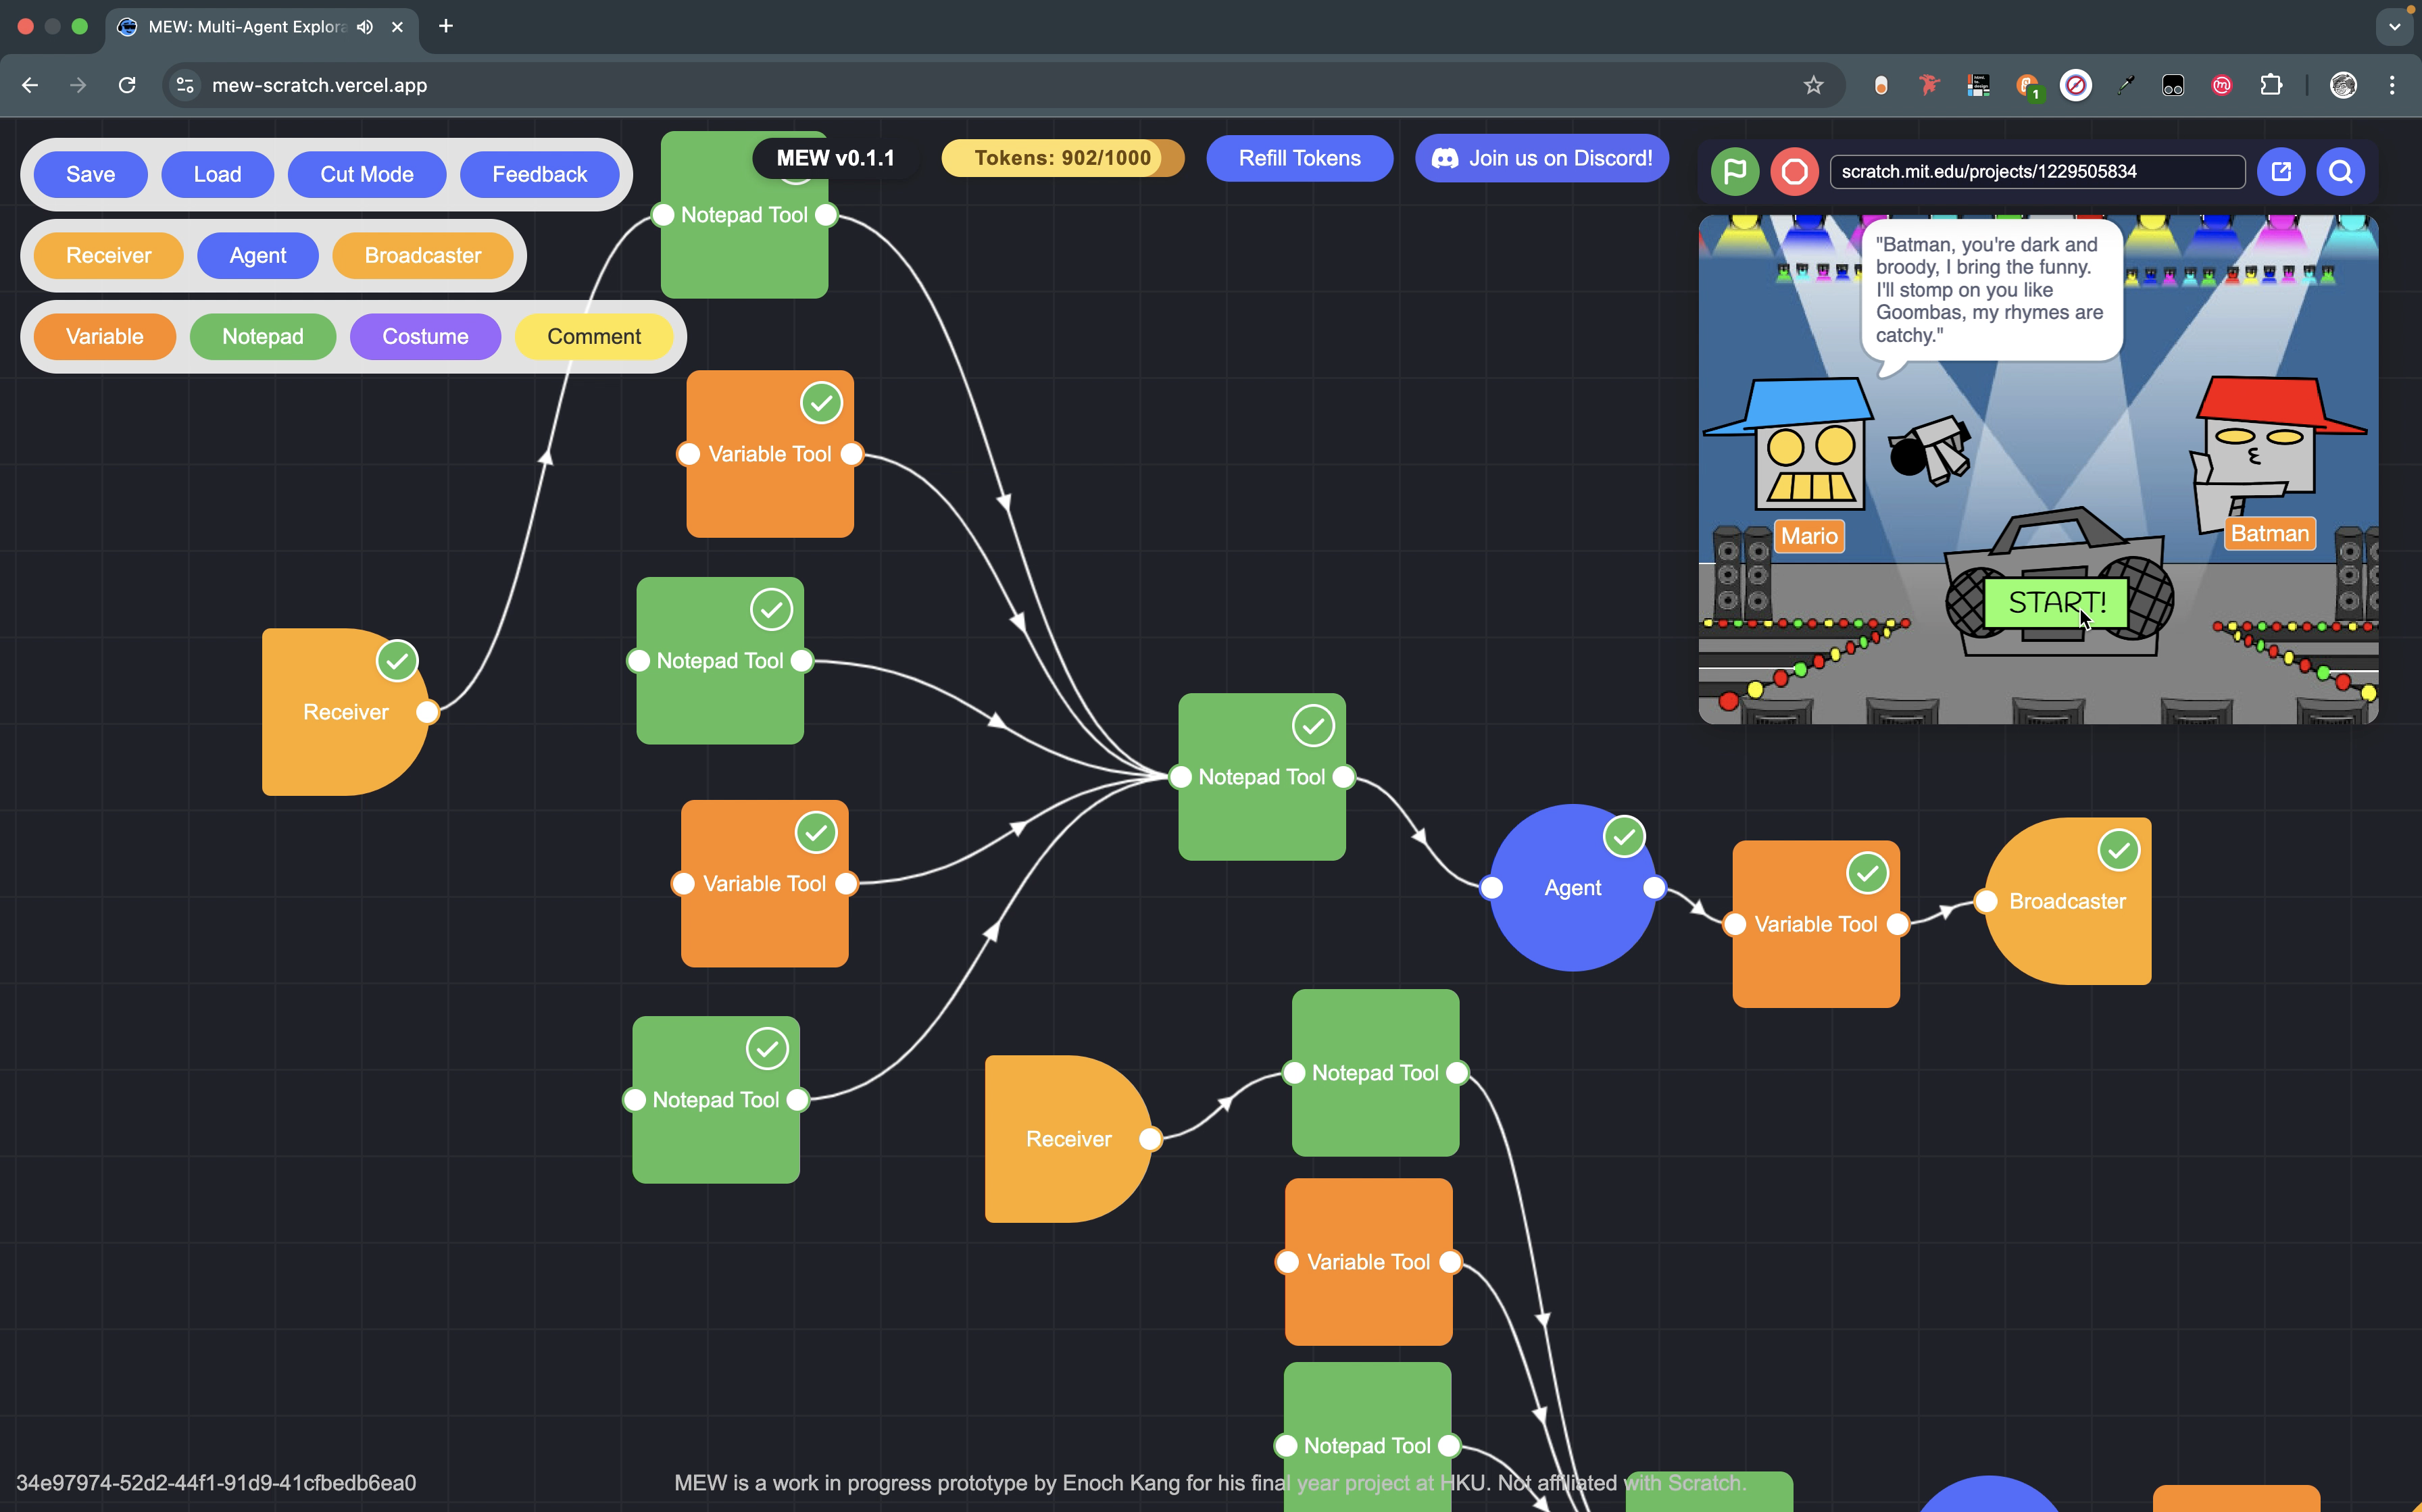 MEW: Multi-Agent Explora
mew-scratch.vercel.app
1
Save
Load
Cut Mode
Feedback
MEW v0.1.1
Tokens: 902/1000
Refill Tokens
Join us on Discord!
scratch.mit.edu/projects/1229505834
Receiver
Agent
Broadcaster
Variable
Notepad
Costume
Comment
Notepad Tool
Variable Tool
Notepad Tool
Receiver
Notepad Tool
Variable Tool
Agent
Variable Tool
Broadcaster
Notepad Tool
Receiver
Notepad Tool
Variable Tool
Notepad Tool
"Batman, you're dark and
broody, I bring the funny.
I'll stomp on you like
Goombas, my rhymes are
catchy."
Mario
Batman
START!
34e97974-52d2-44f1-91d9-41cfbedb6ea0
MEW is a work in progress prototype by Enoch Kang for his final year project at HKU. Not affiliated with Scratch.